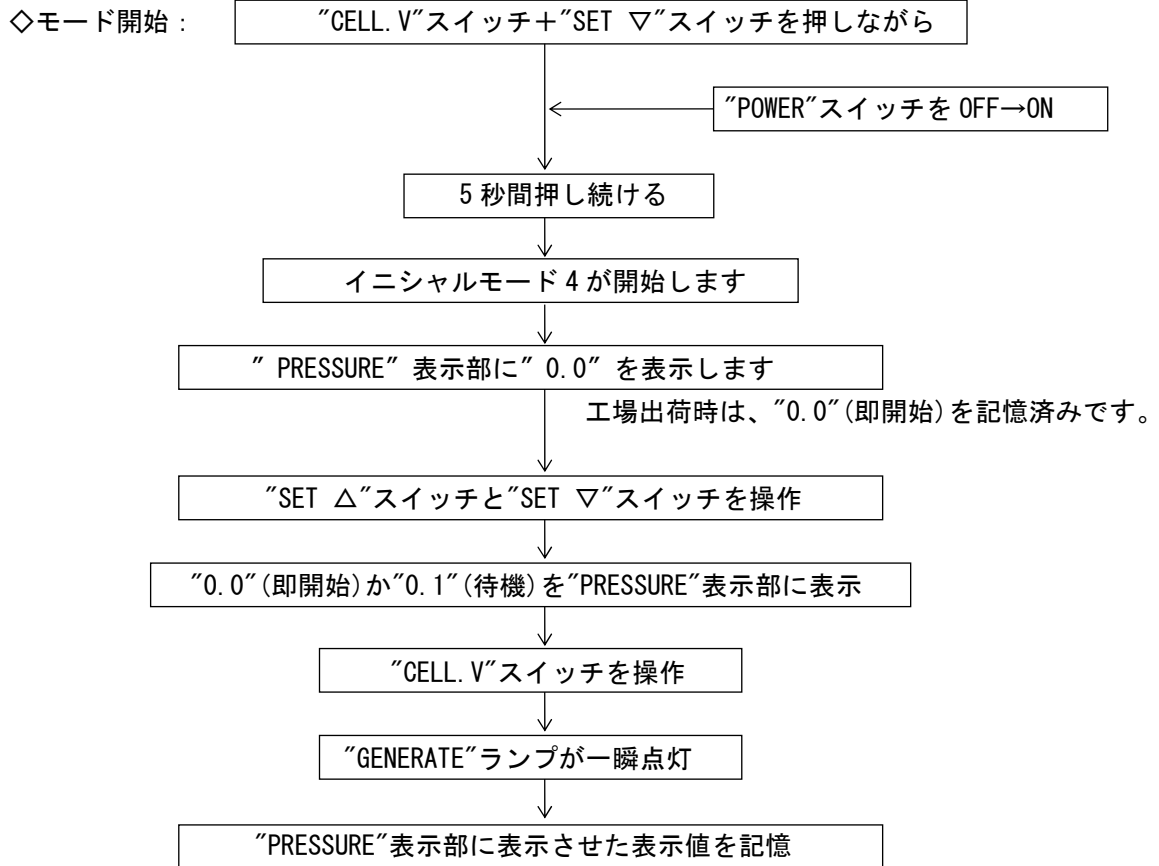 ◇モード開始：
″CELL.V″スイッチ＋″SET ▽″スイッチを押しながら
″POWER″スイッチを OFF→ON
5 秒間押し続ける
イニシャルモード 4 が開始します
″ PRESSURE″ 表示部に″ 0.0″ を表示します
工場出荷時は、″0.0″(即開始)を記憶済みです。
″SET △″スイッチと″SET ▽″スイッチを操作
″0.0″(即開始)か″0.1″(待機)を″PRESSURE″表示部に表示
″CELL.V″スイッチを操作
″GENERATE″ランプが一瞬点灯
″PRESSURE″表示部に表示させた表示値を記憶